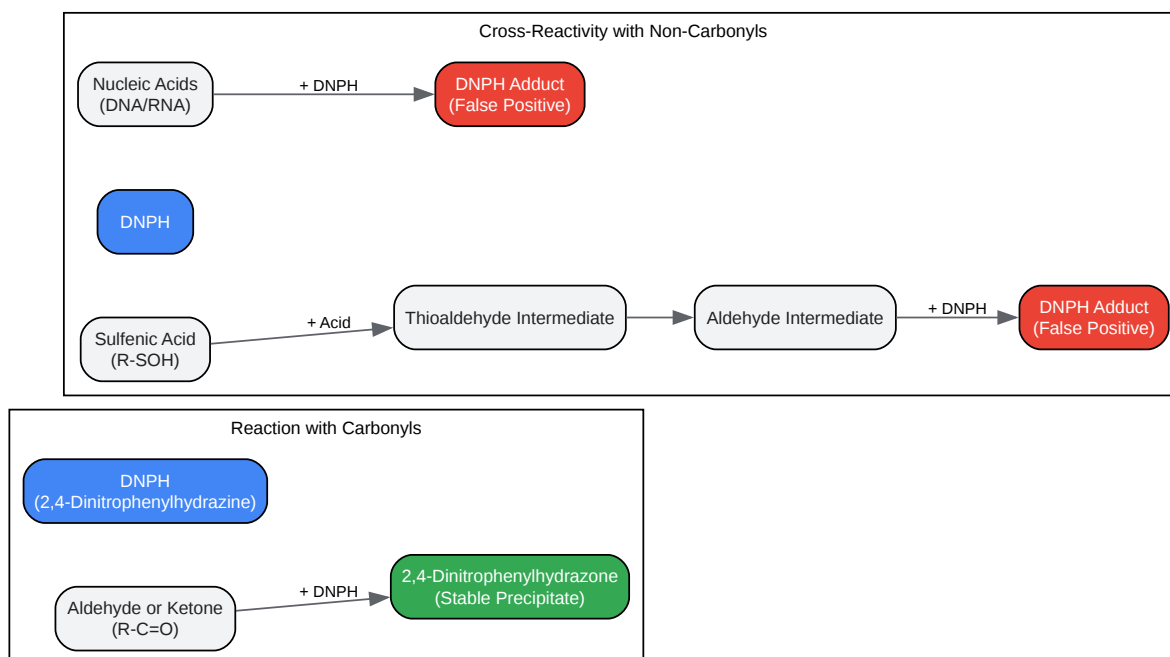 Cross-Reactivity with Non-Carbonyls
Nucleic Acids
(DNA/RNA)
+ DNPH
DNPH Adduct
(False Positive)
DNPH
Sulfenic Acid
(R-SOH)
+ Acid
Thioaldehyde Intermediate
Aldehyde Intermediate
+ DNPH
DNPH Adduct
(False Positive)
Reaction with Carbonyls
DNPH
(2,4-Dinitrophenylhydrazine)
Aldehyde or Ketone
(R-C=O)
+ DNPH
2,4-Dinitrophenylhydrazone
(Stable Precipitate)